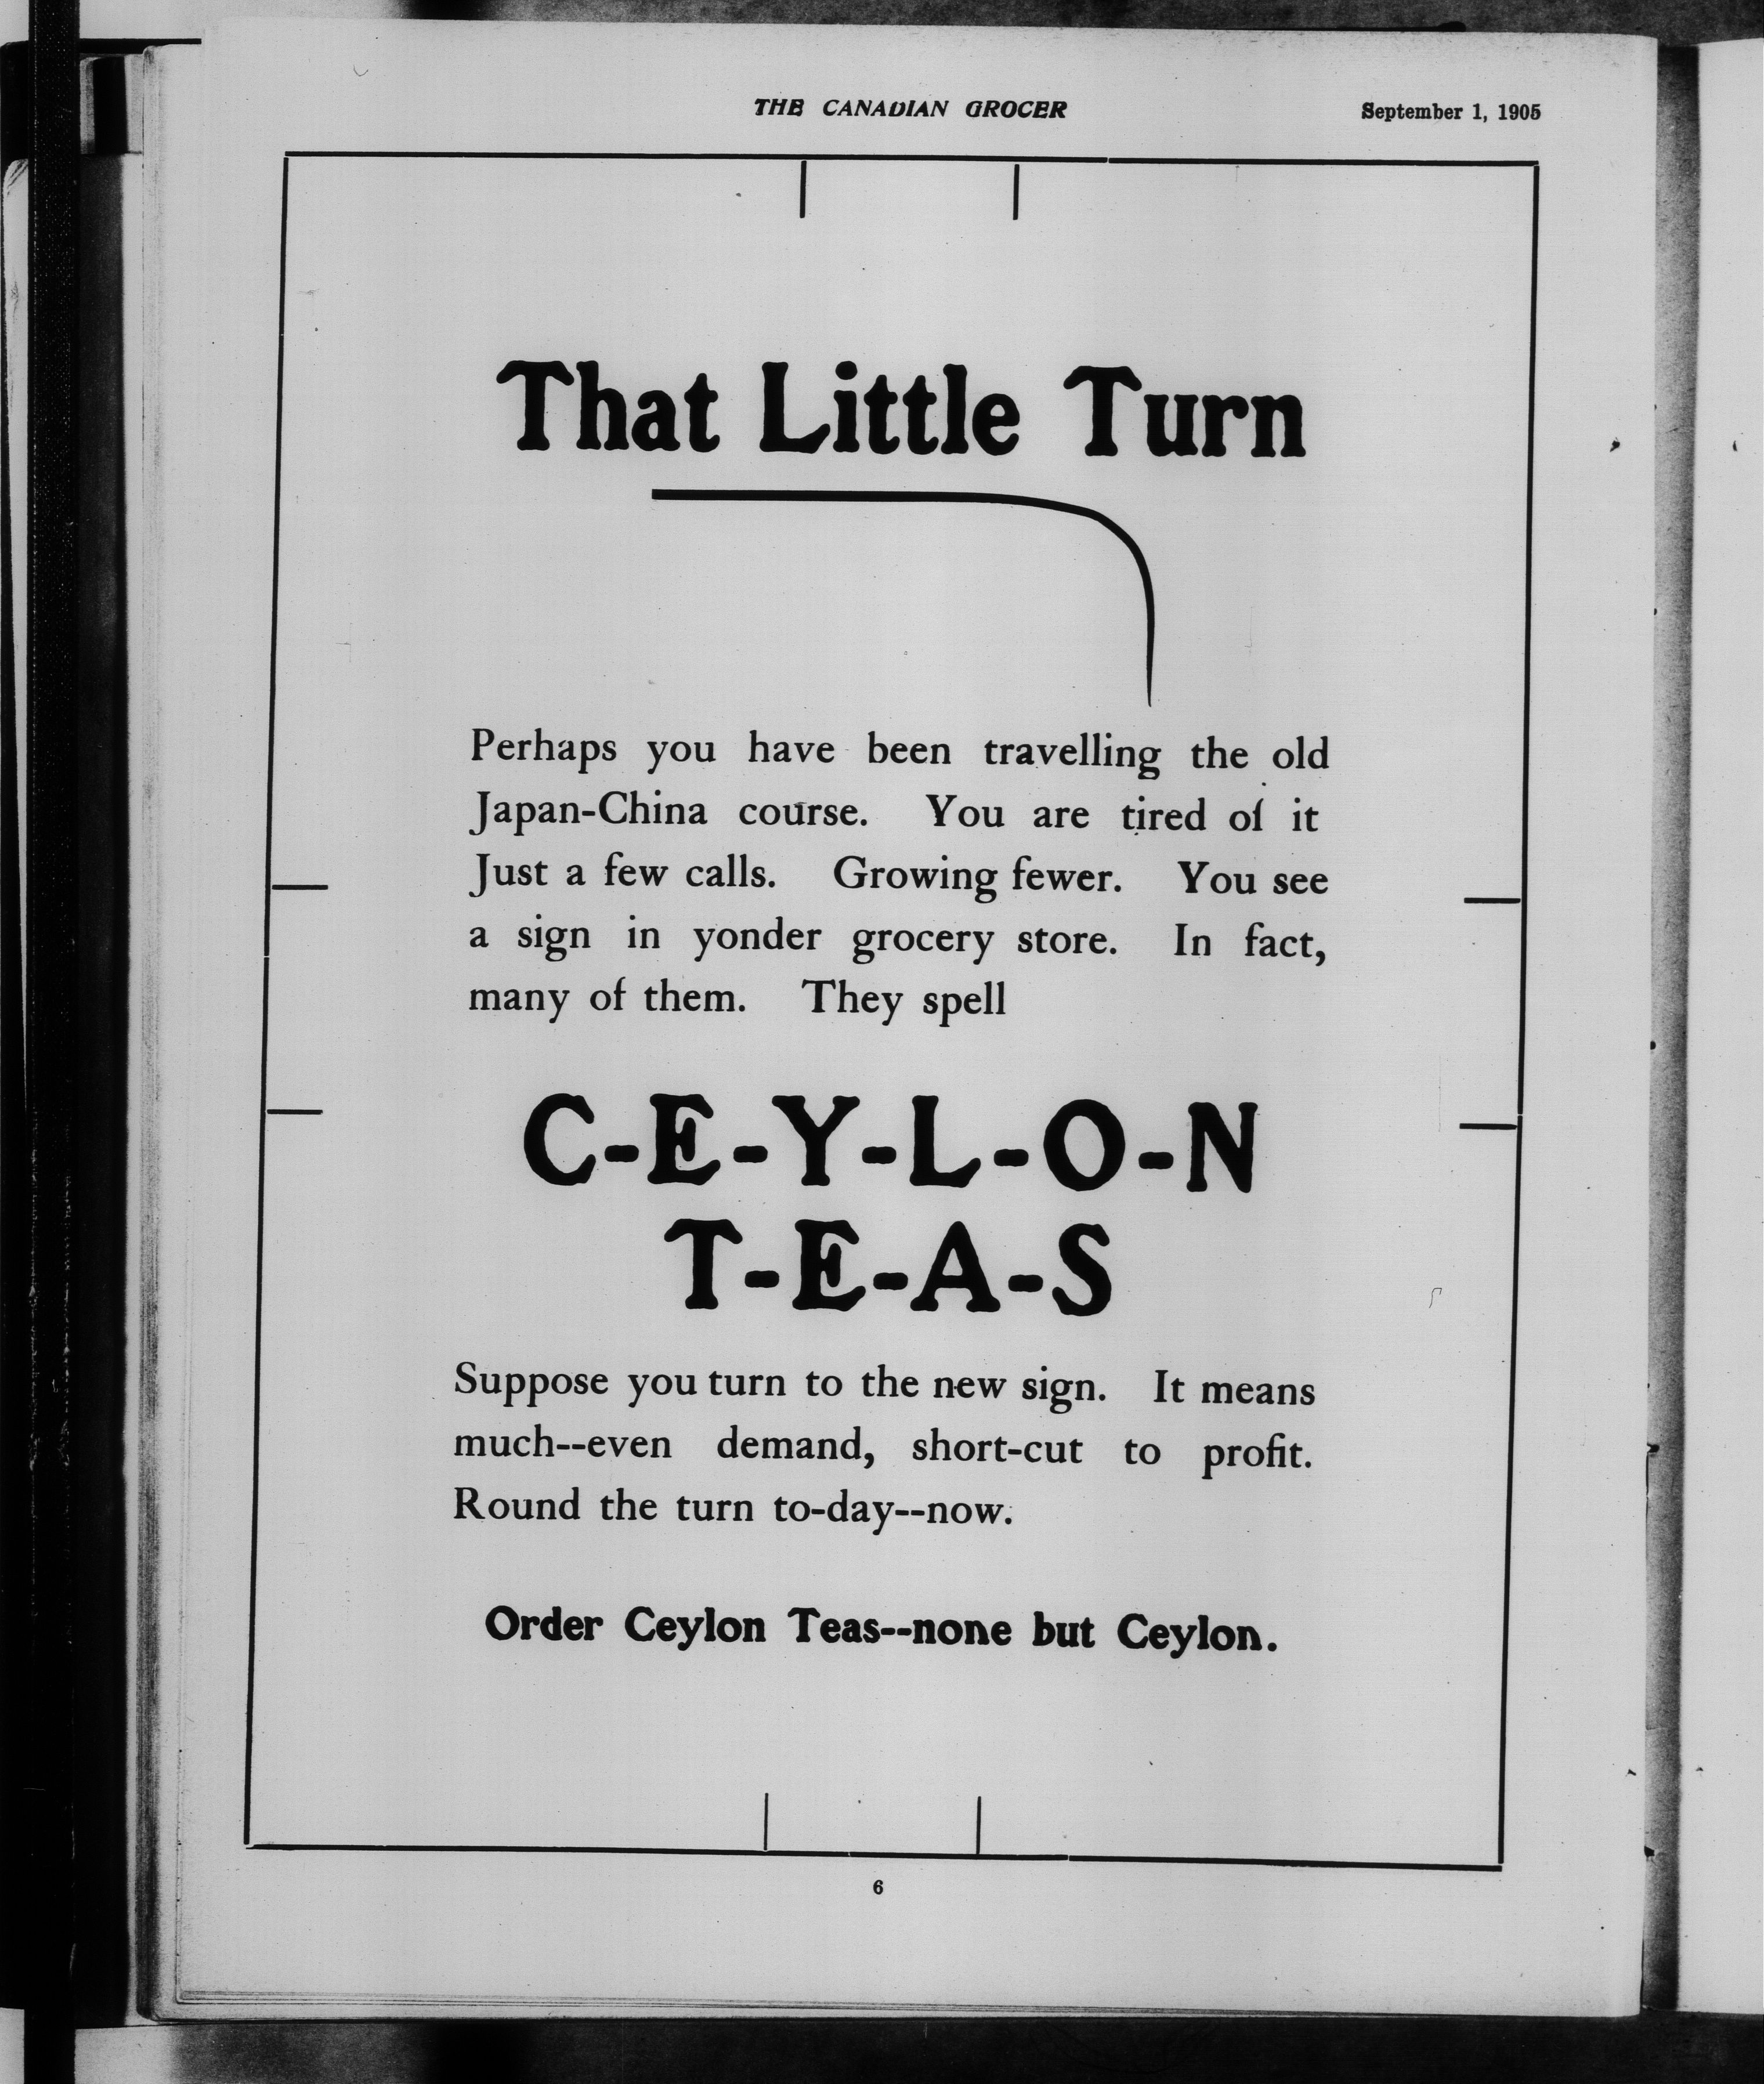 THE CANADIAN GROCER
September 1, 1905
That Little Turn
Perhaps you have been travelling the old
Japan-China course. You are tired of it
Just a few calls. Growing fewer. You see
a sign in yonder grocery store. In fact,
many of them. They spell
C-E-Y-L-O-N
T-E-A-S
Suppose you turn to the new sign. It means
much--even demand, short-cut to profit.
Round the turn to-day--now.
Order Ceylon Teas--none but Ceylon.
6